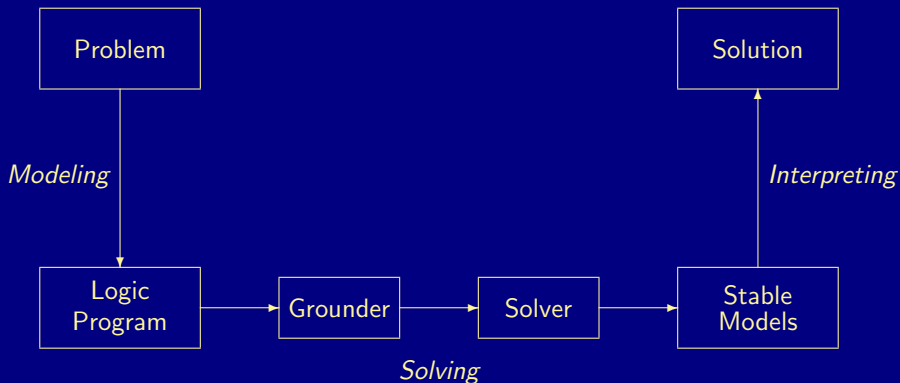 Problem
Solution
Modeling
Interpreting
Logic
Program
Grounder
Solver
Stable
Models
Solving